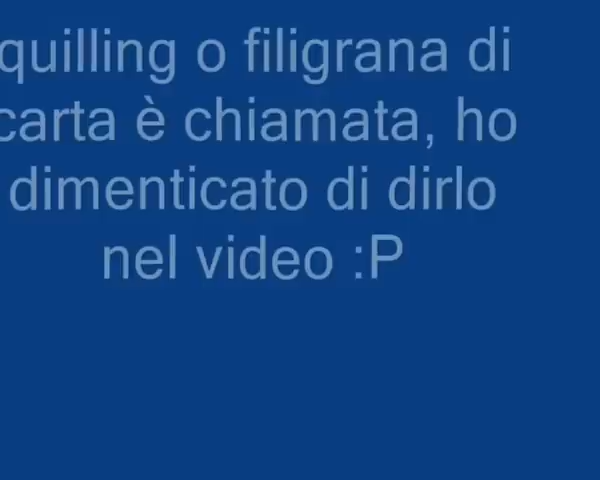 quilling o filigrana di
carta è chiamata, ho
dimenticato di dirlo
nel video :P